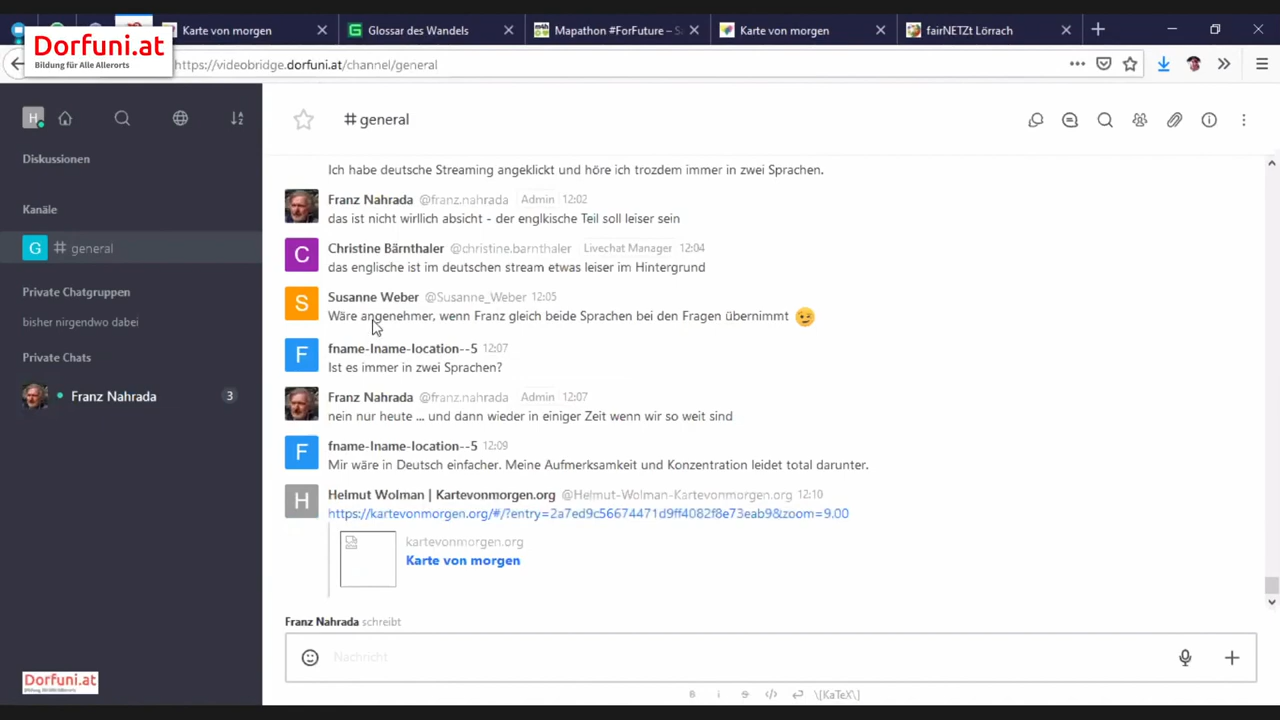 Karte von morgen
Glossar des Wandels
Mapathon #ForFuture – S
Karte von morgen
fairNETZt Lörrach
Dorfuni.at
Bildung für Alle Allerorts
https://videobridge.dorfuni.at/channel/general
H
# general
Diskussionen
Ich habe deutsche Streaming angeklickt und höre ich trozdem immer in zwei Sprachen.
Kanäle
Franz Nahrada @franz.nahrada Admin 12:02
das ist nicht wirllich absicht - der englkische Teil soll leiser sein
G # general
C Christine Bärnthaler @christine.barnthaler Livechat Manager 12:04
das englische ist im deutschen stream etwas leiser im Hintergrund
Private Chatgruppen
bisher nirgendwo dabei
S Susanne Weber @Susanne_Weber 12:05
Wäre angenehmer, wenn Franz gleich beide Sprachen bei den Fragen übernimmt 😉
Private Chats
F fname-lname-location--5 12:07
Ist es immer in zwei Sprachen?
Franz Nahrada 3
Franz Nahrada @franz.nahrada Admin 12:07
nein nur heute ... und dann wieder in einiger Zeit wenn wir so weit sind
F fname-lname-location--5 12:09
Mir wäre in Deutsch einfacher. Meine Aufmerksamkeit und Konzentration leidet total darunter.
H Helmut Wolman | Kartevonmorgen.org @Helmut-Wolman-Kartevonmorgen.org 12:10
https://kartevonmorgen.org/#/?entry=2a7ed9c56674471d9ff4082f8e73eab9&zoom=9.00
kartevonmorgen.org
Karte von morgen
Franz Nahrada schreibt
Nachricht
Dorfuni.at
B i S </> \[KaTeX\]